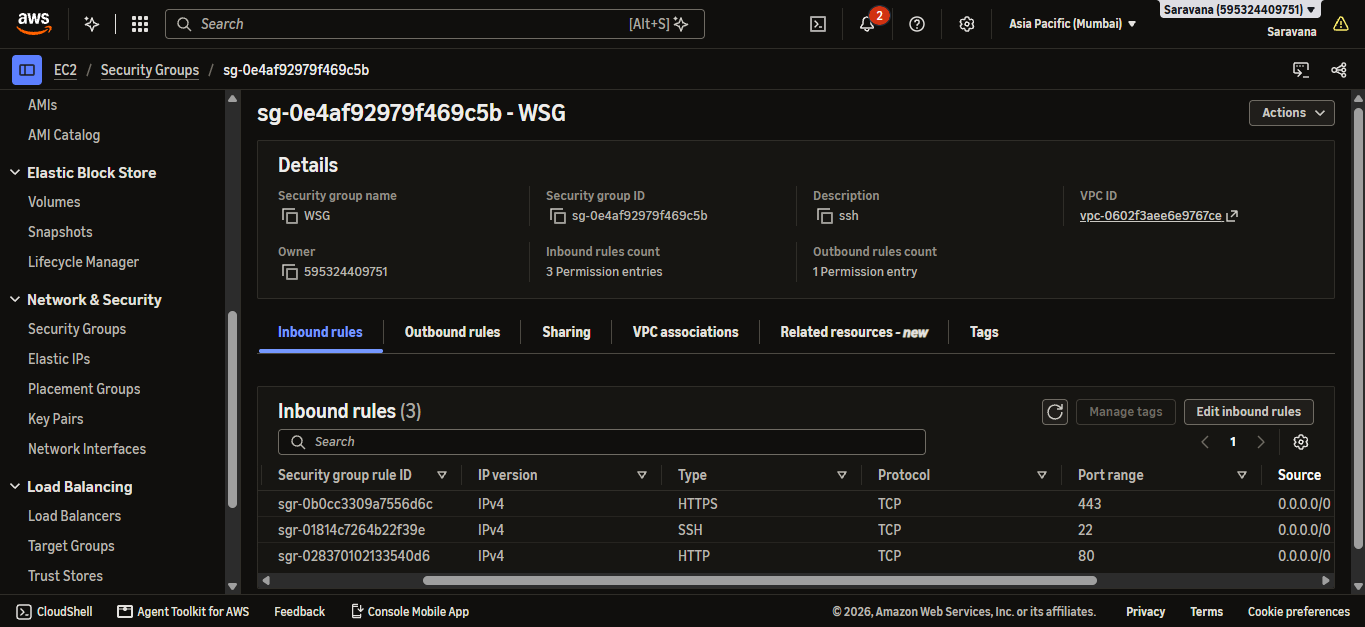 aws
Search [Alt+S]
2
Asia Pacific (Mumbai)
Saravana (595324409751)
Saravana
EC2 / Security Groups / sg-0e4af92979f469c5b
AMIs
AMI Catalog
Elastic Block Store
Volumes
Snapshots
Lifecycle Manager
Network & Security
Security Groups
Elastic IPs
Placement Groups
Key Pairs
Network Interfaces
Load Balancing
Load Balancers
Target Groups
Trust Stores
sg-0e4af92979f469c5b - WSG
Actions
Details
Security group name
WSG
Security group ID
sg-0e4af92979f469c5b
Description
ssh
VPC ID
vpc-0602f3aee6e9767ce
Owner
595324409751
Inbound rules count
3 Permission entries
Outbound rules count
1 Permission entry
Inbound rules Outbound rules Sharing VPC associations Related resources - new Tags
Inbound rules (3)
Manage tags
Edit inbound rules
Search
1
Security group rule ID IP version Type Protocol Port range Source
sgr-0b0cc3309a7556d6c IPv4 HTTPS TCP 443 0.0.0.0/0
sgr-01814c7264b22f39e IPv4 SSH TCP 22 0.0.0.0/0
sgr-028370102133540d6 IPv4 HTTP TCP 80 0.0.0.0/0
CloudShell Agent Toolkit for AWS Feedback Console Mobile App © 2026, Amazon Web Services, Inc. or its affiliates. Privacy Terms Cookie preferences